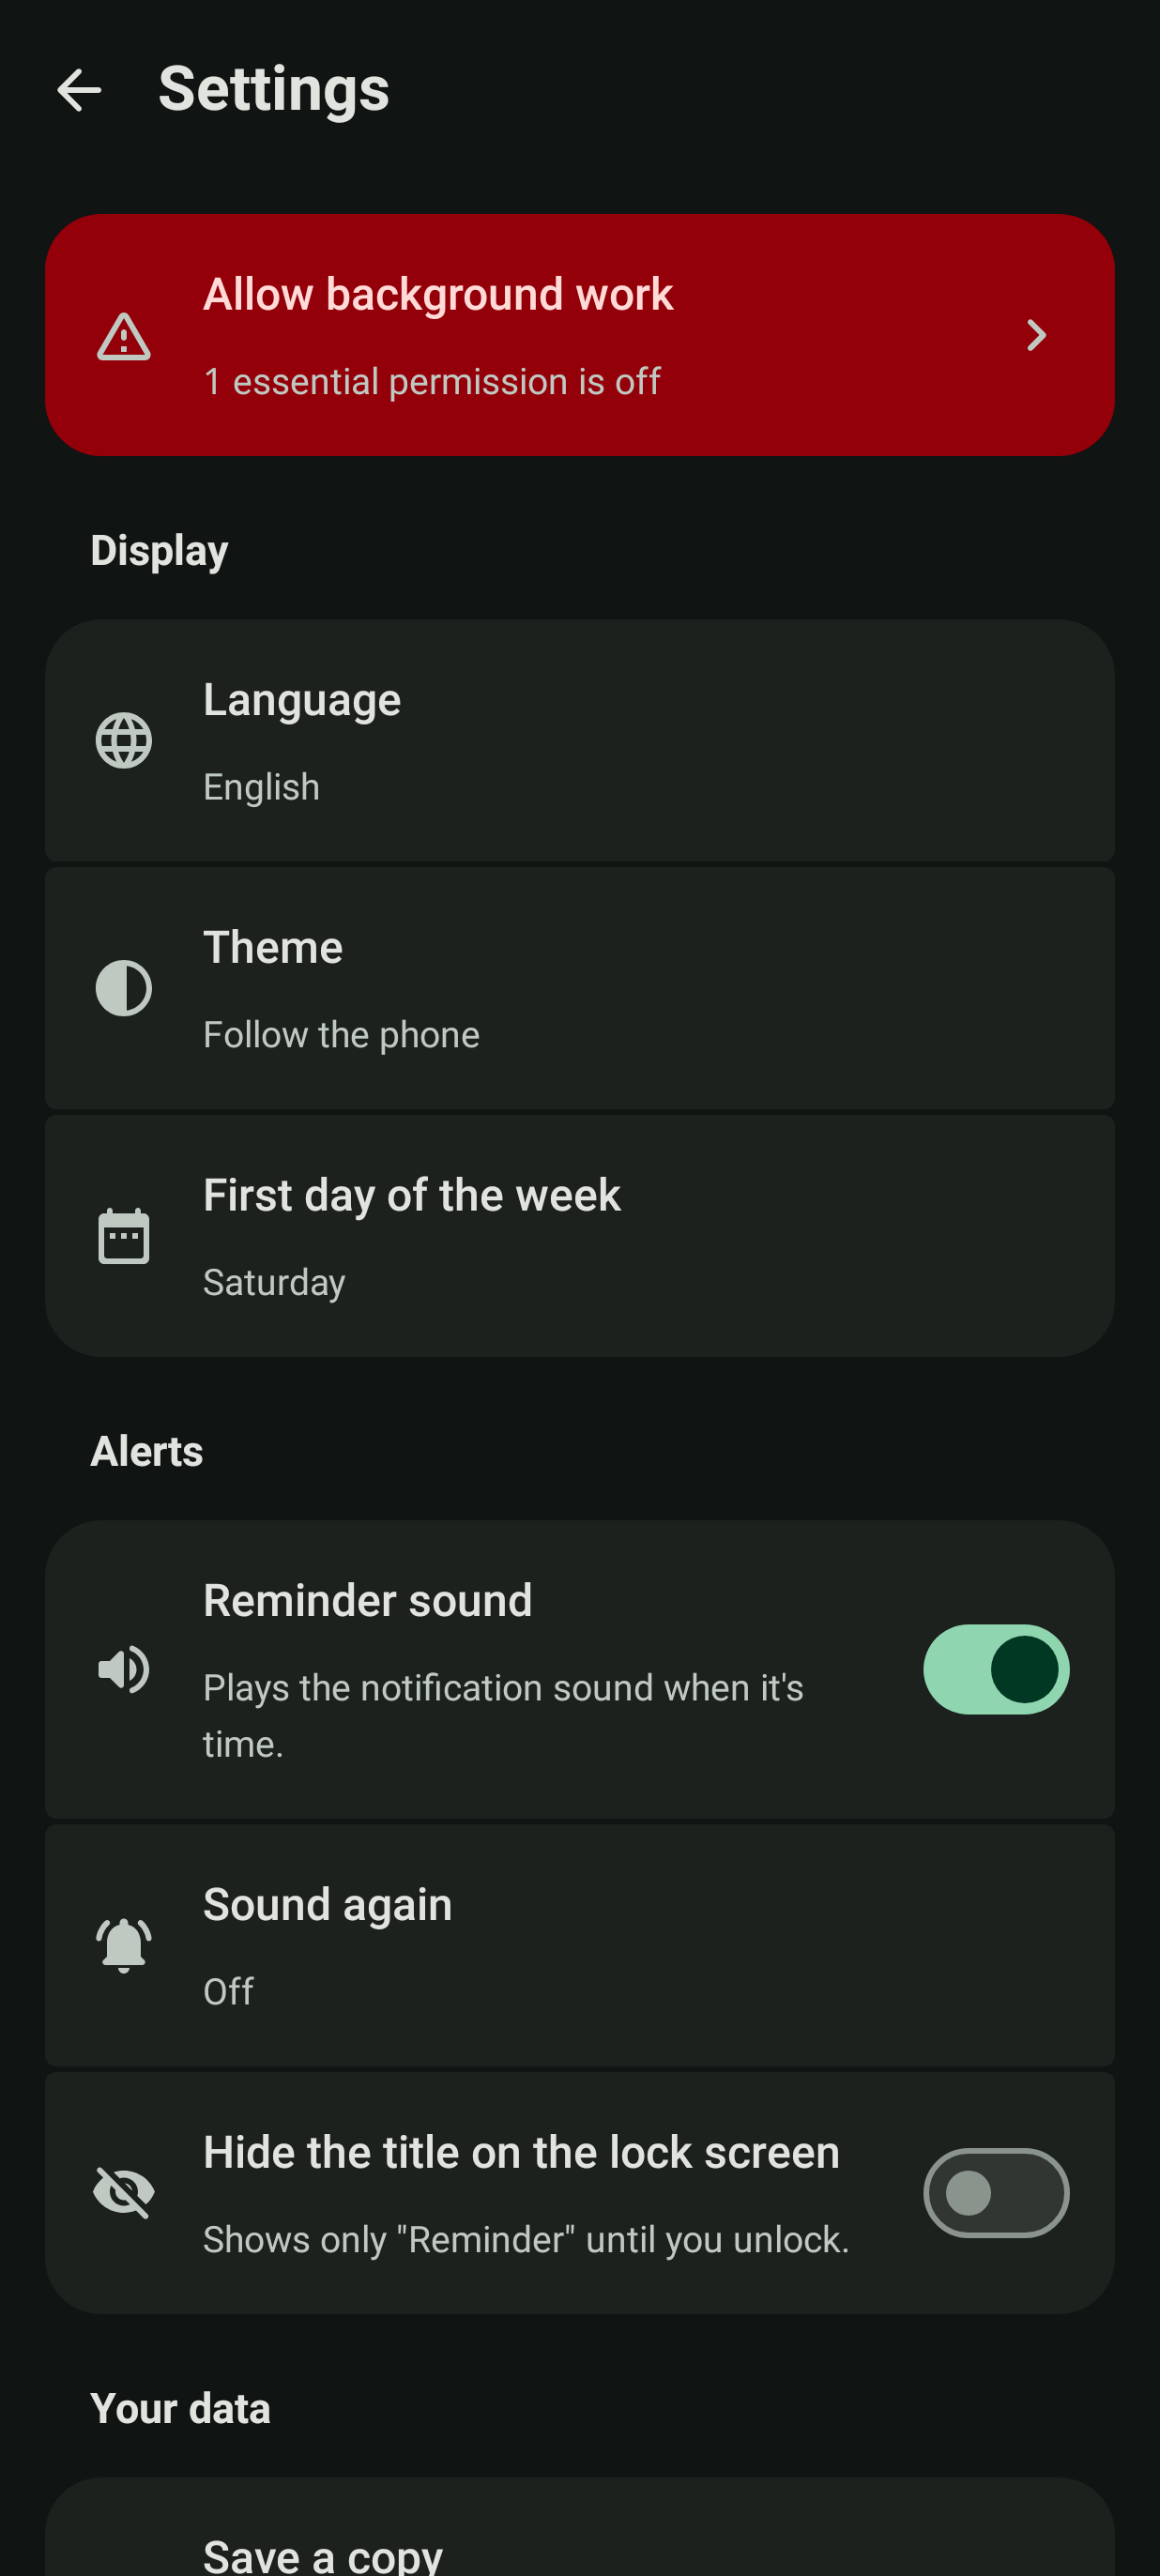 Settings
Allow background work
1 essential permission is off
Display
Language
English
Theme
Follow the phone
First day of the week
Saturday
Alerts
Reminder sound
Plays the notification sound when it's
time.
Sound again
Off
Hide the title on the lock screen
Shows only "Reminder" until you unlock.
Your data
Save a copy